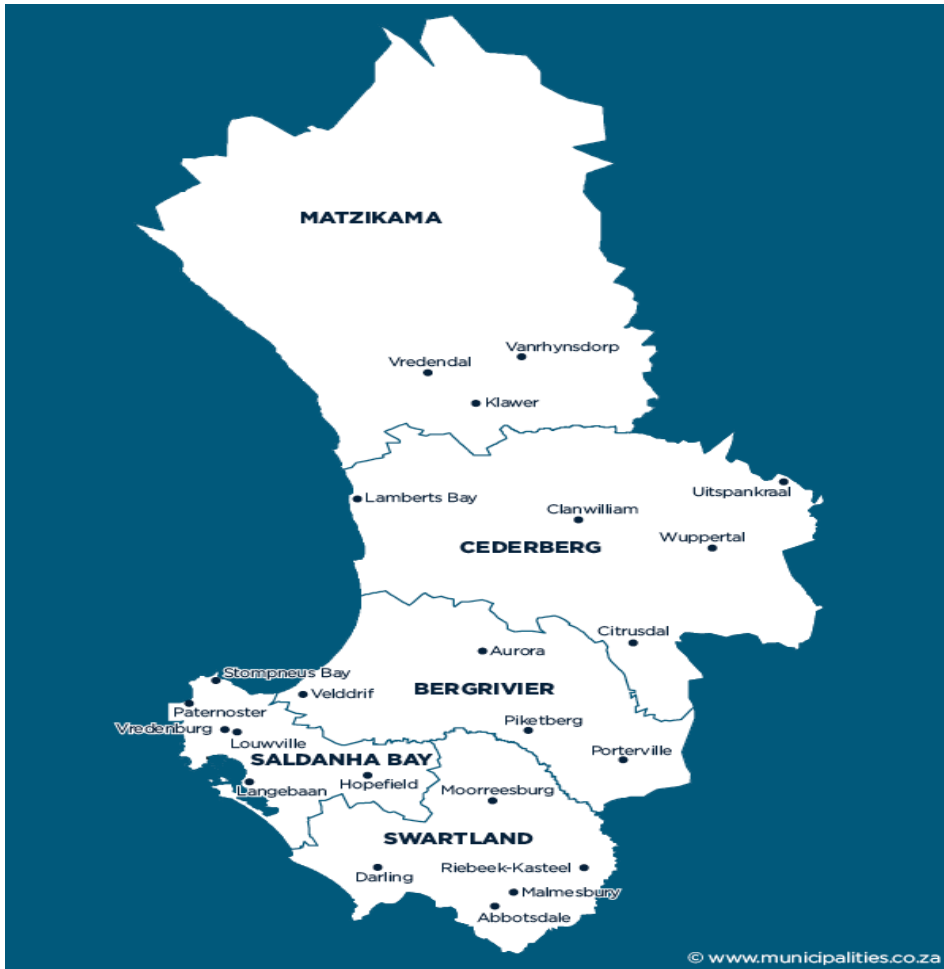 MATZIKAMA
Vanrhynsdorp
Vredendal
Klawer
Uitspankraal
Lamberts Bay
Clanwilliam
Wuppertal
CEDERBERG
Citrusdal
Aurora
Stompneus Bay
BERGRIVIER
Velddrif
Paternoster
Piketberg
Vredenburg
Louwville
Porterville
SALDANHA BAY
Hopefield
Langebaan
Moorreesburg
SWARTLAND
Riebeek-Kasteel
Darling
Malmesbury
Abbotsdale
© www.municipalities.co.za